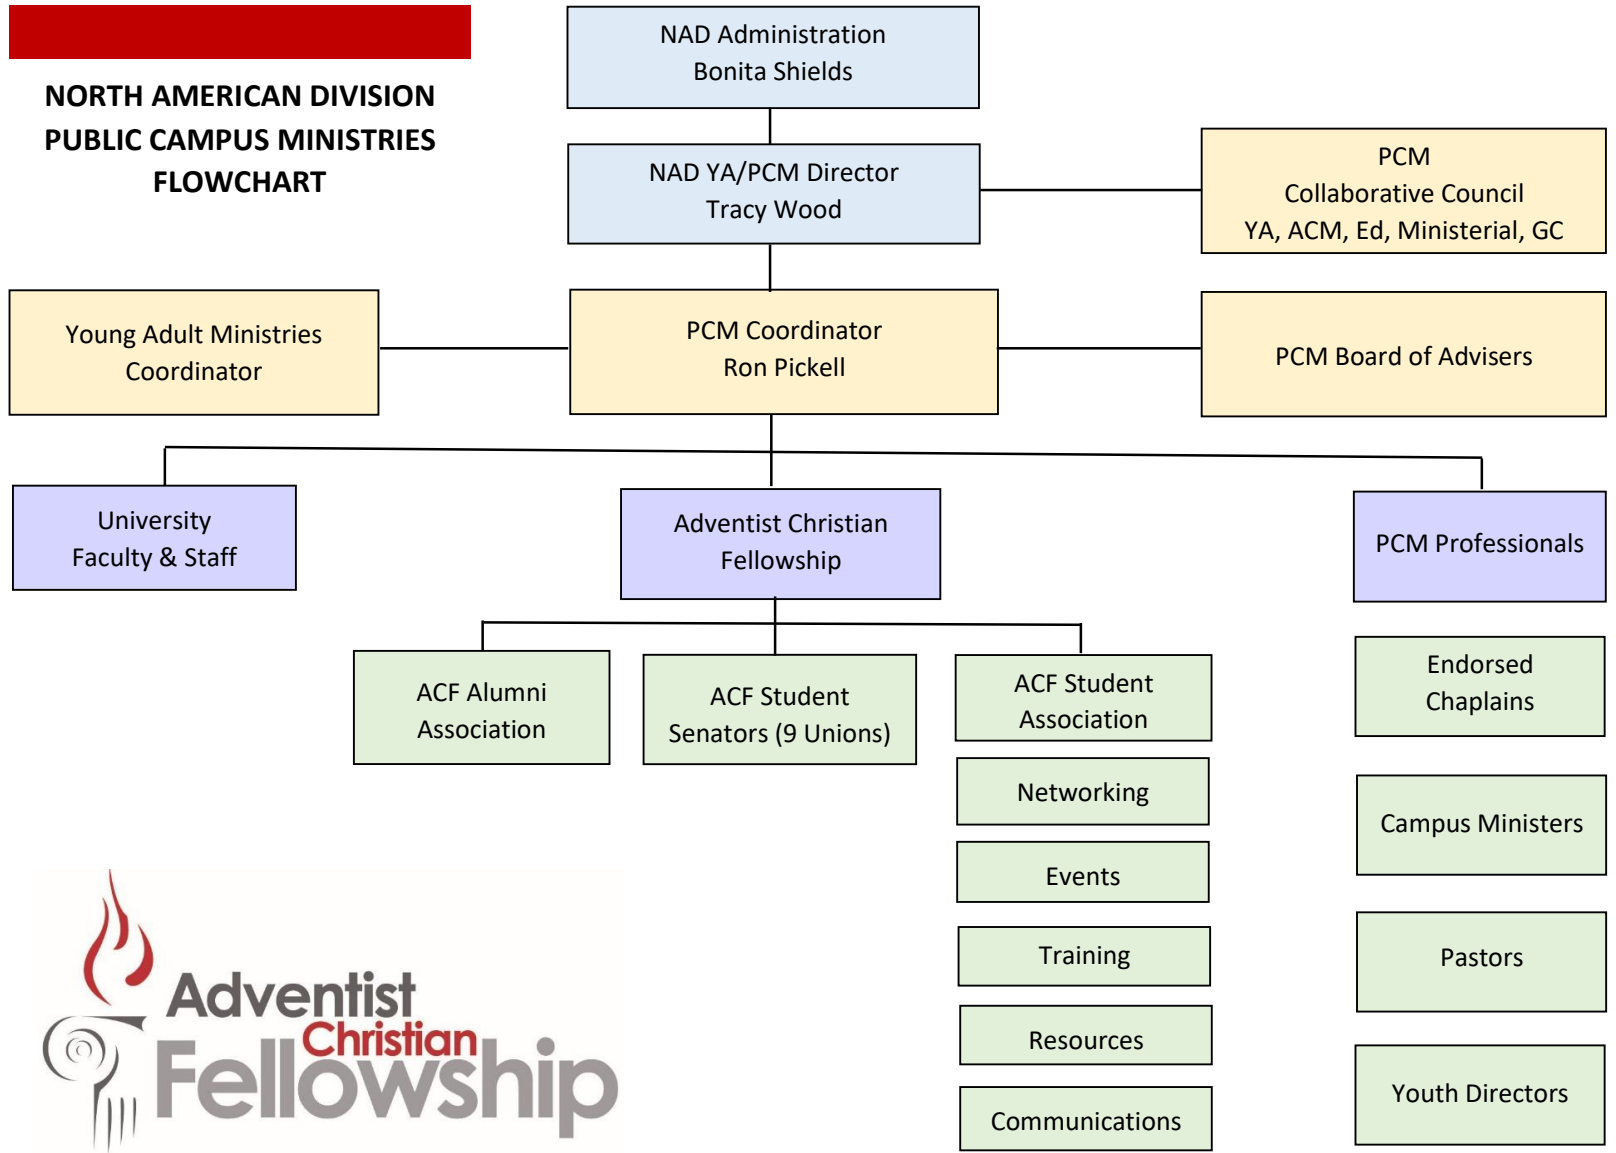 NORTH AMERICAN DIVISION
PUBLIC CAMPUS MINISTRIES
FLOWCHART
NAD Administration
Bonita Shields
NAD YA/PCM Director
Tracy Wood
PCM
Collaborative Council
YA, ACM, Ed, Ministerial, GC
Young Adult Ministries
Coordinator
PCM Coordinator
Ron Pickell
PCM Board of Advisers
University
Faculty & Staff
Adventist Christian
Fellowship
PCM Professionals
ACF Alumni
Association
ACF Student
Senators (9 Unions)
ACF Student
Association
Networking
Events
Training
Resources
Communications
Endorsed
Chaplains
Campus Ministers
Pastors
Youth Directors
Adventist
Christian
Fellowship